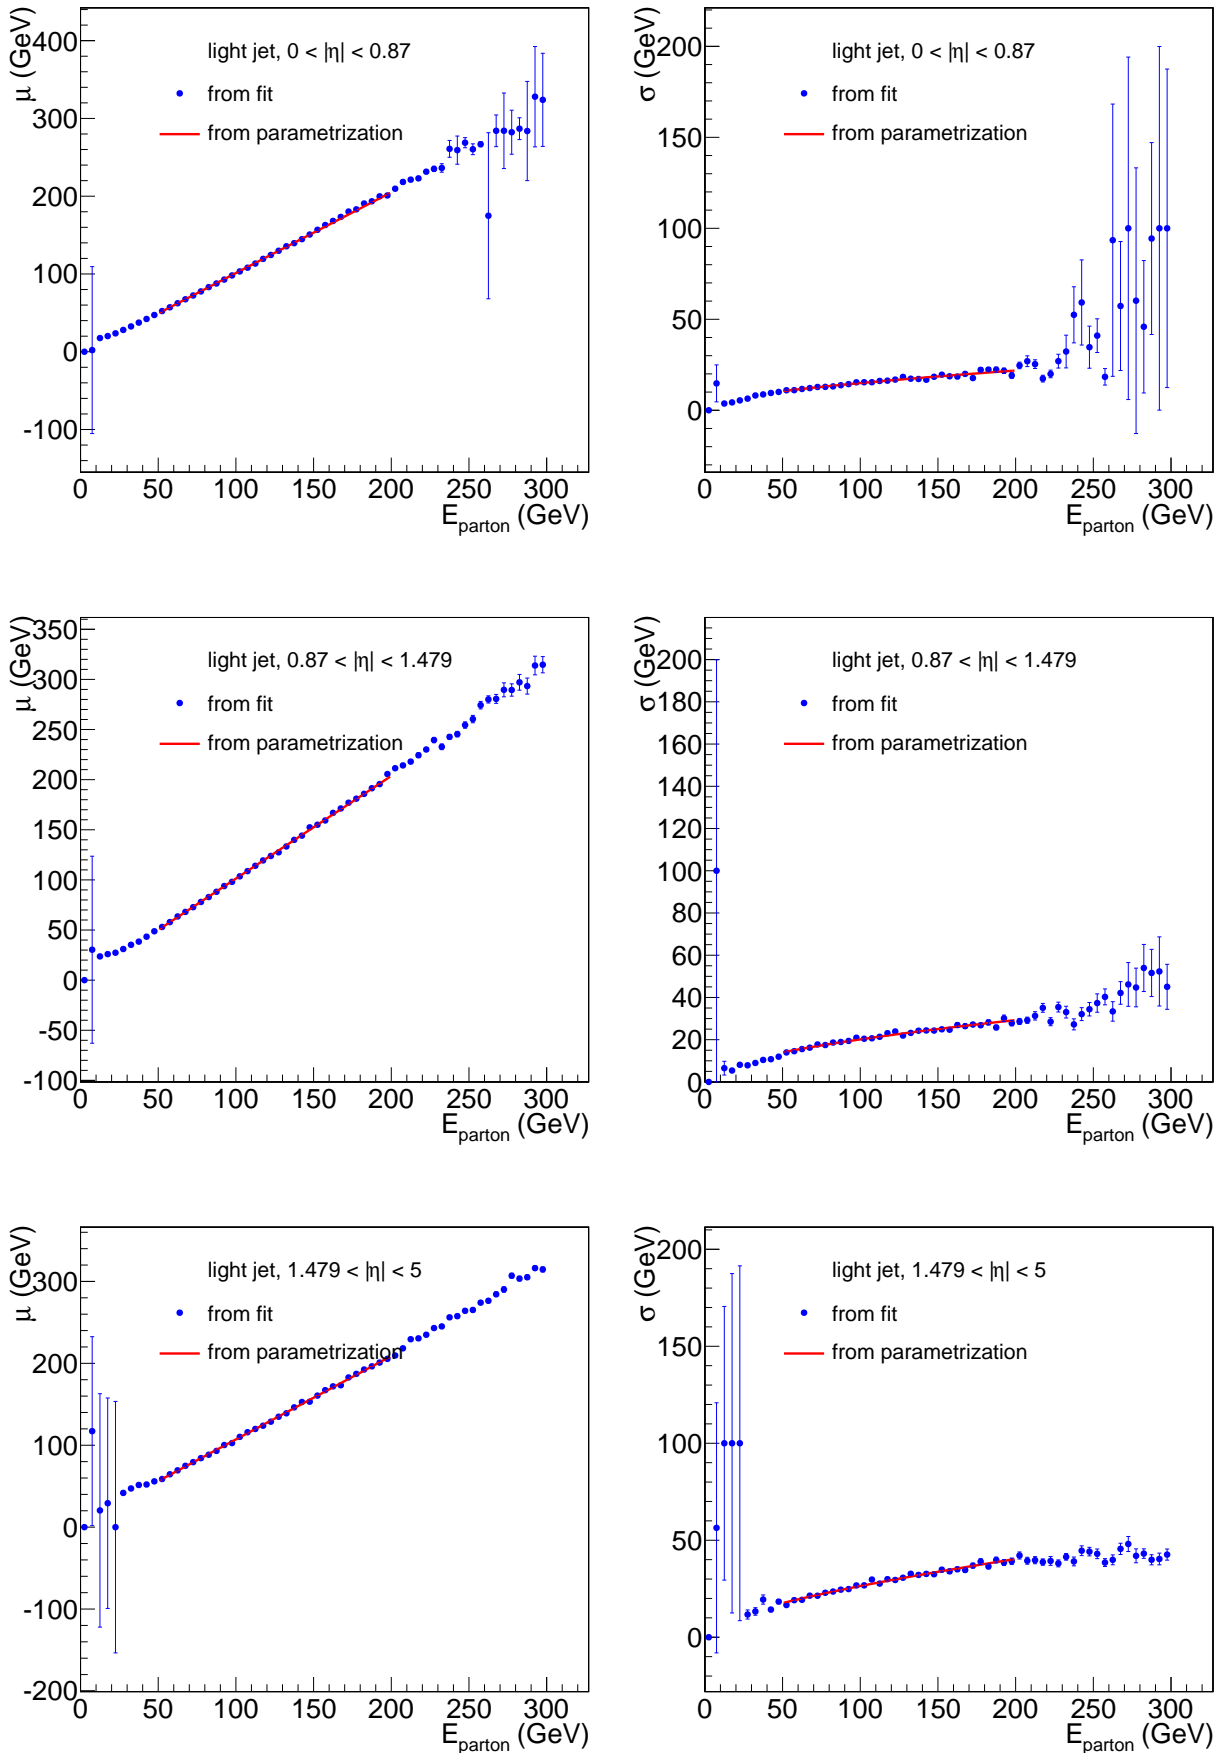 μ (GeV)
400
300
200
100
0
-100
light jet, 0 < |η| < 0.87
from fit
from parametrization
0 50 100 150 200 250 300
E_parton (GeV)
σ (GeV)
200
150
100
50
0
light jet, 0 < |η| < 0.87
from fit
from parametrization
0 50 100 150 200 250 300
E_parton (GeV)
μ (GeV)
350
300
250
200
150
100
50
0
-50
-100
light jet, 0.87 < |η| < 1.479
from fit
from parametrization
0 50 100 150 200 250 300
E_parton (GeV)
σ (GeV)
200
180
160
140
120
100
80
60
40
20
0
light jet, 0.87 < |η| < 1.479
from fit
from parametrization
0 50 100 150 200 250 300
E_parton (GeV)
μ (GeV)
300
200
100
0
-100
-200
light jet, 1.479 < |η| < 5
from fit
from parametrization
0 50 100 150 200 250 300
E_parton (GeV)
σ (GeV)
200
150
100
50
0
light jet, 1.479 < |η| < 5
from fit
from parametrization
0 50 100 150 200 250 300
E_parton (GeV)